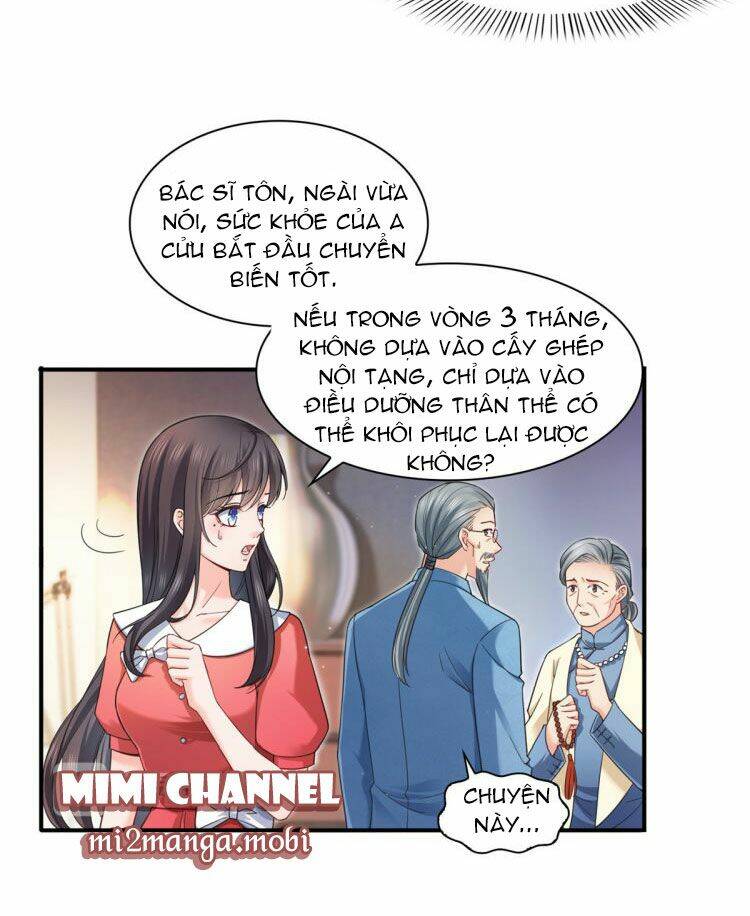 BÁC SĨ TÔN, NGÀI VỪA
NÓI, SỨC KHỎE CỦA A
CỬU BẮT ĐẦU CHUYỂN
BIẾN TỐT.
NẾU TRONG VÒNG 3 THÁNG,
KHÔNG DỰA VÀO CẤY GHÉP
NỘI TẠNG, CHỈ DỰA VÀO
ĐIỀU DƯỠNG THÂN THỂ CÓ
THỂ KHÔI PHỤC LẠI ĐƯỢC
KHÔNG?
CHUYỆN
NÀY...
MIMI CHANNEL
mi2manga.mobi